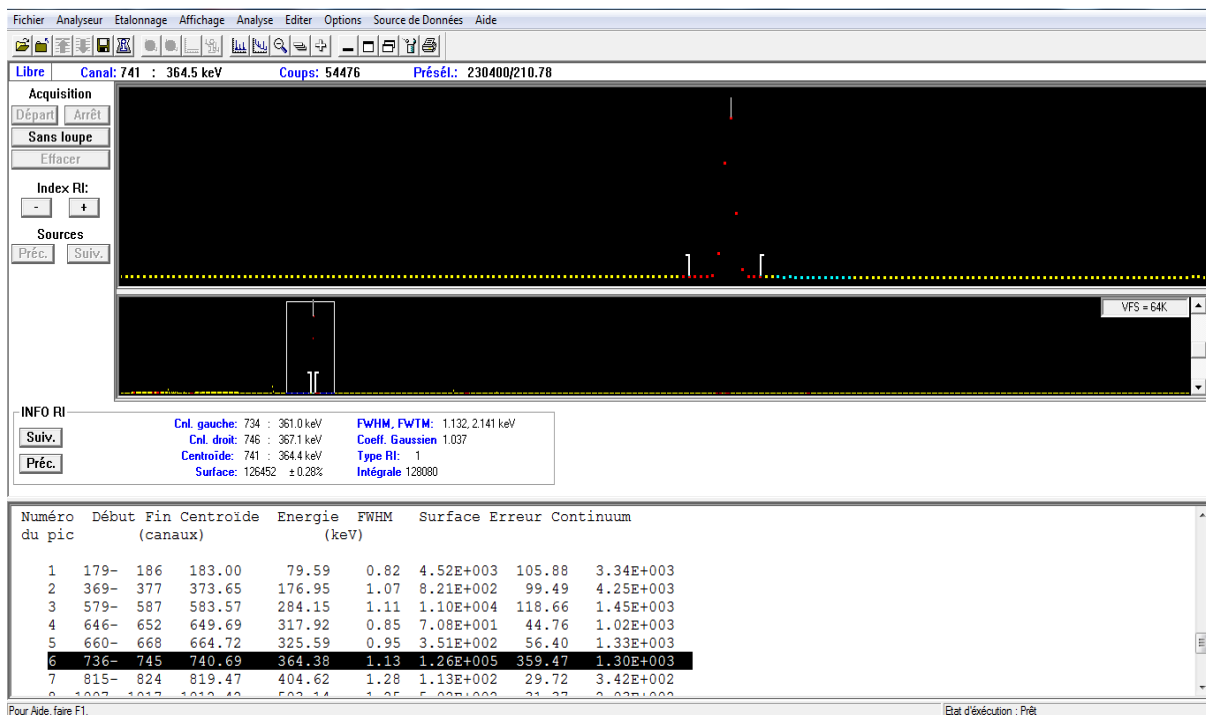 Fichier Analyseur Etalonnage Affichage Analyse Editer Options Source de Données Aide
Libre Canal: 741 : 364.5 keV Coups: 54476 Présél.: 230400/210.78
Acquisition
Départ Arrêt
Sans loupe
Effacer
Index RI:
- +
Sources
Préc. Suiv.
VFS = 64K
INFO RI
Suiv.
Préc.
Cnl. gauche: 734 : 361.0 keV FWHM, FWTM: 1.132, 2.141 keV
Cnl. droit: 746 : 367.1 keV Coeff. Gaussien 1.037
Centroïde: 741 : 364.4 keV Type RI: 1
Surface: 126452 ± 0.28% Intégrale 128080
Numéro Début Fin Centroïde Energie FWHM Surface Erreur Continuum
du pic (canaux) (keV)
1 179- 186 183.00 79.59 0.82 4.52E+003 105.88 3.34E+003
2 369- 377 373.65 176.95 1.07 8.21E+002 99.49 4.25E+003
3 579- 587 583.57 284.15 1.11 1.10E+004 118.66 1.45E+003
4 646- 652 649.69 317.92 0.85 7.08E+001 44.76 1.02E+003
5 660- 668 664.72 325.59 0.95 3.51E+002 56.40 1.33E+003
6 736- 745 740.69 364.38 1.13 1.26E+005 359.47 1.30E+003
7 815- 824 819.47 404.62 1.28 1.13E+002 29.72 3.42E+002
Pour Aide, faire F1. Etat d'éxécution : Prêt